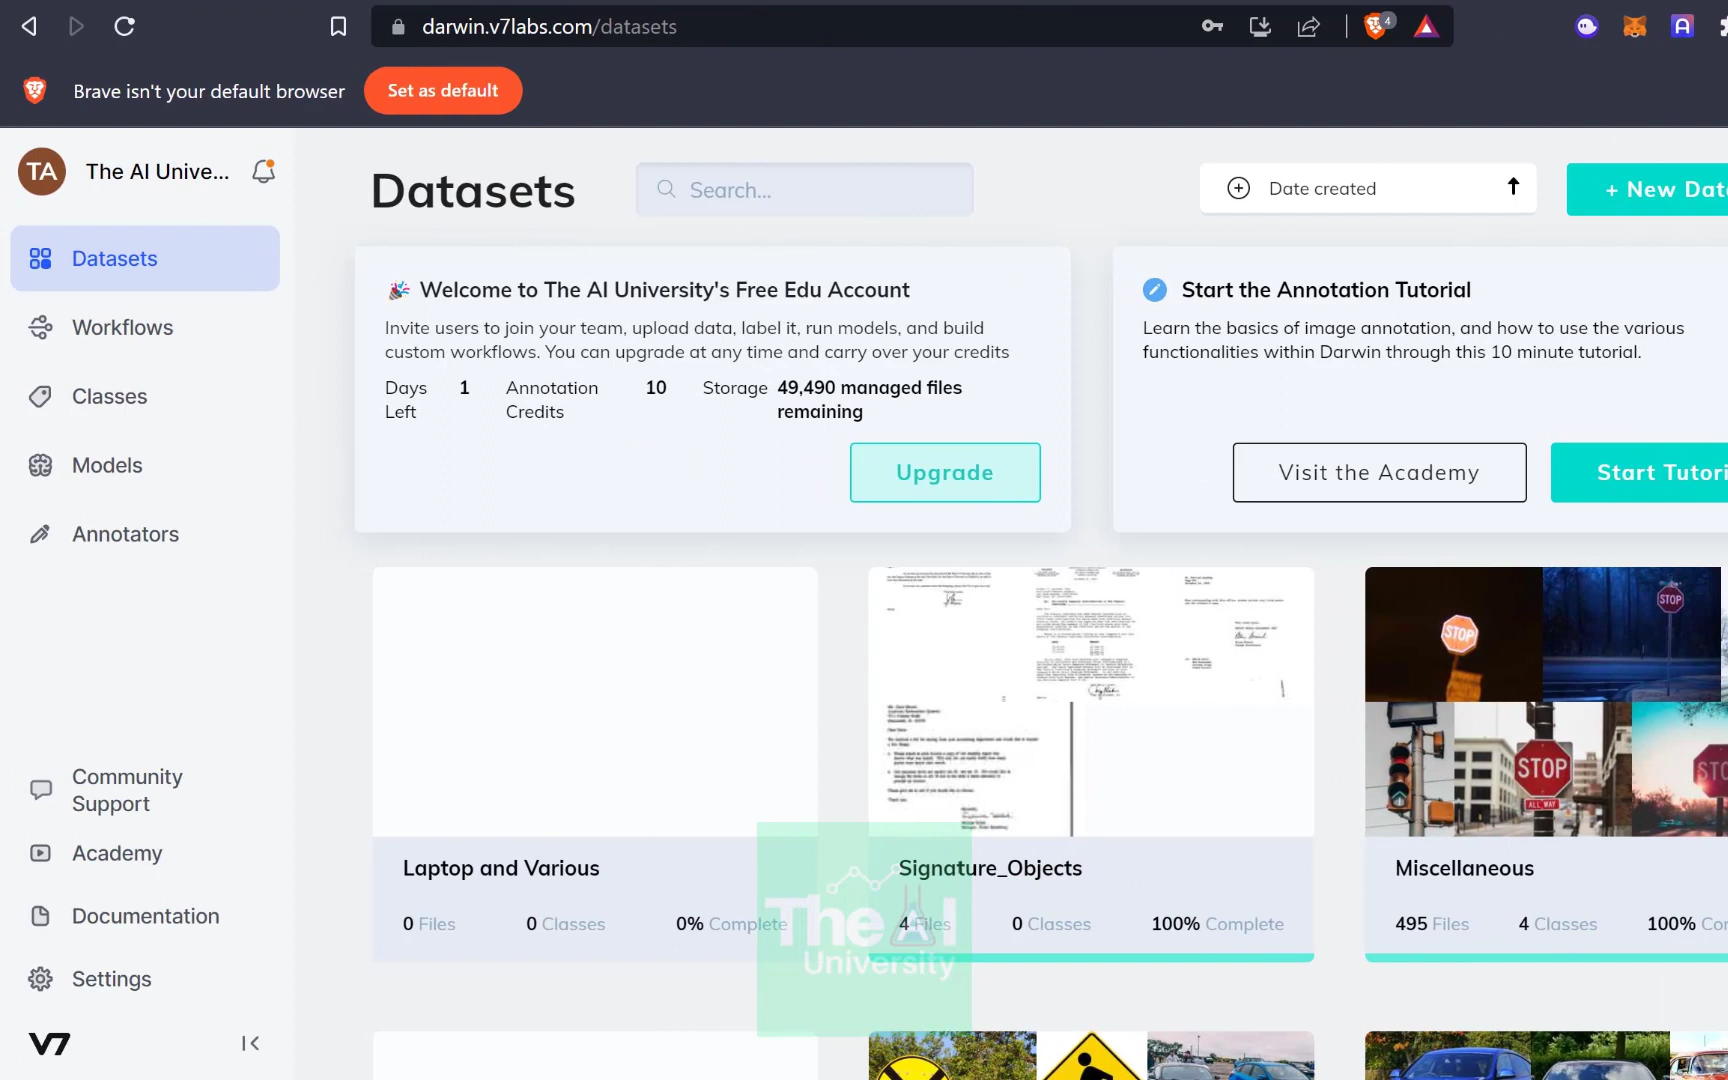 darwin.v7labs.com/datasets
4
Brave isn't your default browser
Set as default
TA
The AI Unive...
Datasets
Workflows
Classes
Models
Annotators
Community
Support
Academy
Documentation
Settings
V7
Datasets
Search...
Date created
+ New Dat
Welcome to The AI University's Free Edu Account
Invite users to join your team, upload data, label it, run models, and build
custom workflows. You can upgrade at any time and carry over your credits
Days
Left
1
Annotation
Credits
10
Storage
49,490 managed files
remaining
Upgrade
Start the Annotation Tutorial
Learn the basics of image annotation, and how to use the various
functionalities within Darwin through this 10 minute tutorial.
Visit the Academy
Start Tutori
STOP
STOP
STOP
ALL WAY
STO
Laptop and Various
0 Files
0 Classes
0% Complete
Signature_Objects
4 Files
0 Classes
100% Complete
Miscellaneous
495 Files
4 Classes
100% Co
The AI
University